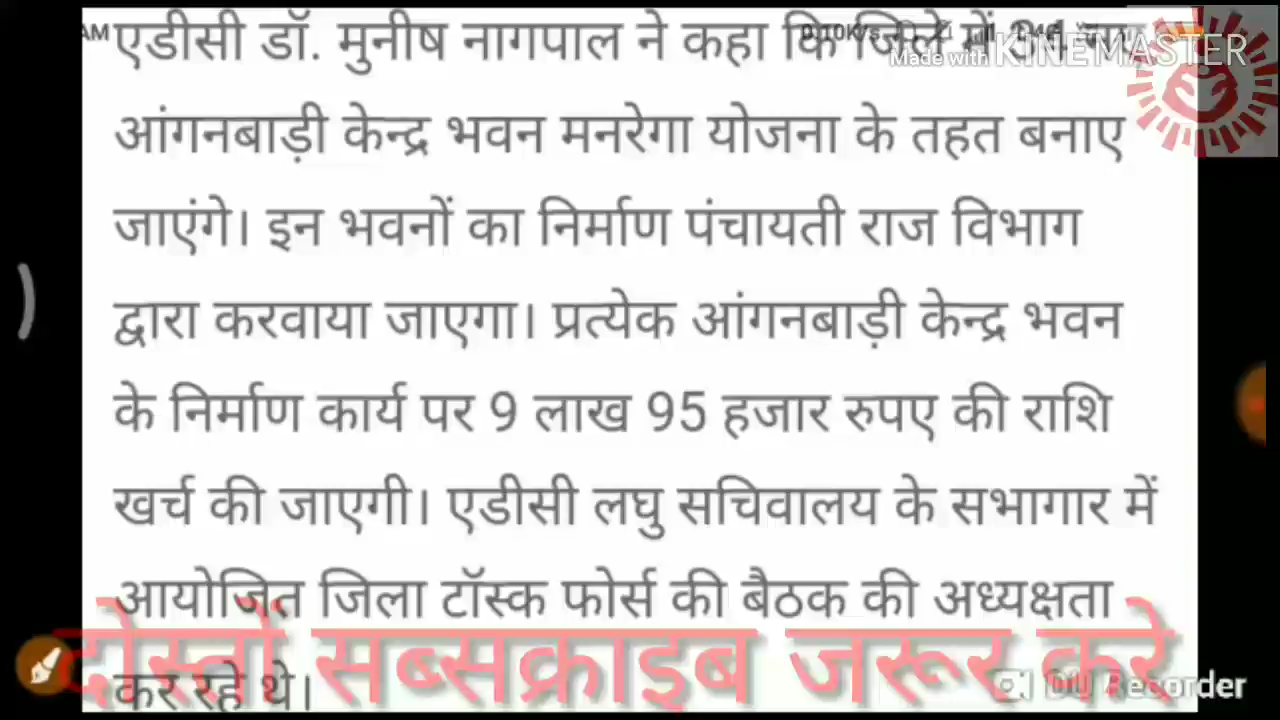 एडीसी डॉ. मुनीष नागपाल ने कहा कि जिले में नए
Made with KINEMASTER
आंगनबाड़ी केन्द्र भवन मनरेगा योजना के तहत बनाए
जाएंगे। इन भवनों का निर्माण पंचायती राज विभाग
द्वारा करवाया जाएगा। प्रत्येक आंगनबाड़ी केन्द्र भवन
के निर्माण कार्य पर 9 लाख 95 हजार रुपए की राशि
खर्च की जाएगी। एडीसी लघु सचिवालय के सभागार में
आयोजित जिला टॉस्क फोर्स की बैठक की अध्यक्षता
दोस्तों सब्सक्राइब जरूर करे
कर रहे थे।
DU Recorder